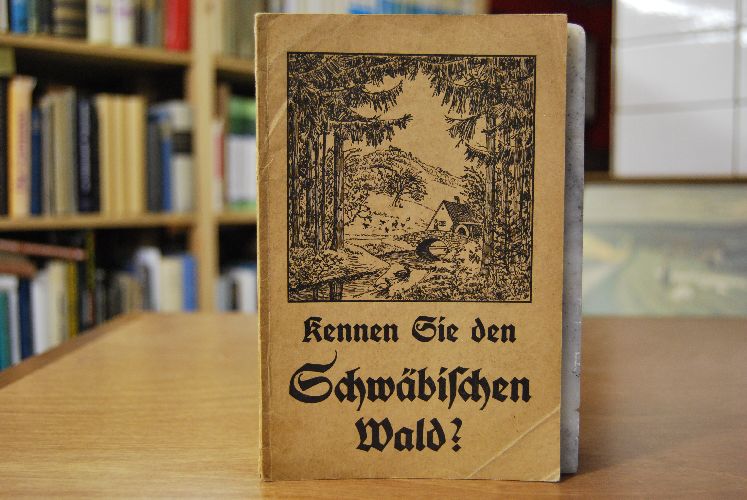 Kennen Sie den
Schwäbiſchen
Wald?